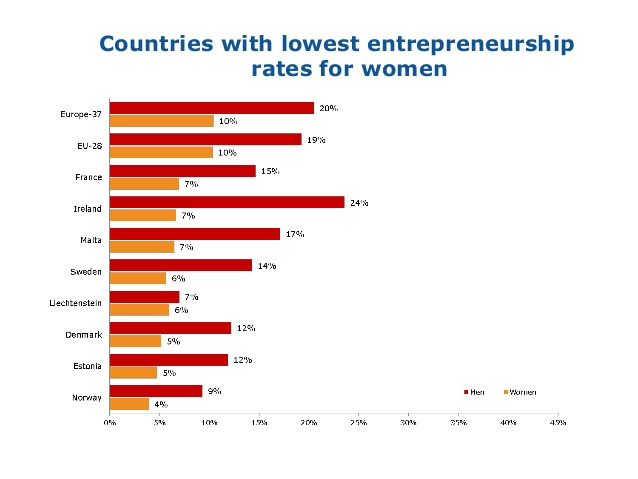 Countries with lowest entrepreneurship
rates for women
Europe-37
20%
10%
EU-28
19%
10%
France
15%
7%
Ireland
24%
7%
Malta
17%
7%
Sweden
14%
6%
Liechtenstein
7%
6%
Denmark
12%
5%
Estonia
12%
5%
Norway
9%
4%
Men Women
0% 5% 10% 15% 20% 25% 30% 35% 40% 45%